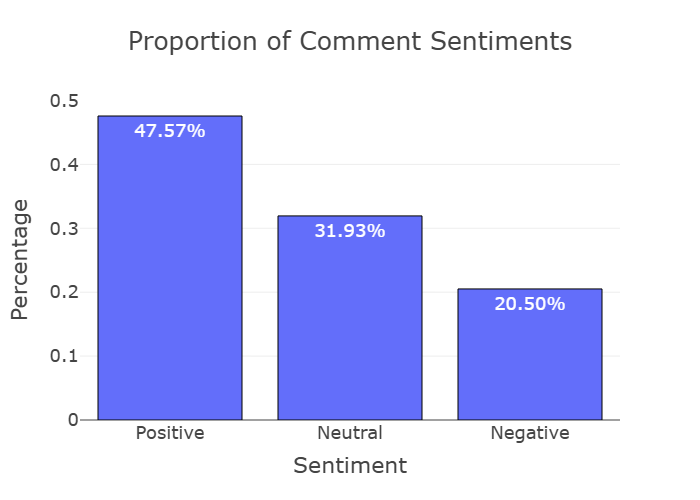 Proportion of Comment Sentiments
Percentage
0.5
0.4
0.3
0.2
0.1
0
47.57%
31.93%
20.50%
Positive
Neutral
Negative
Sentiment